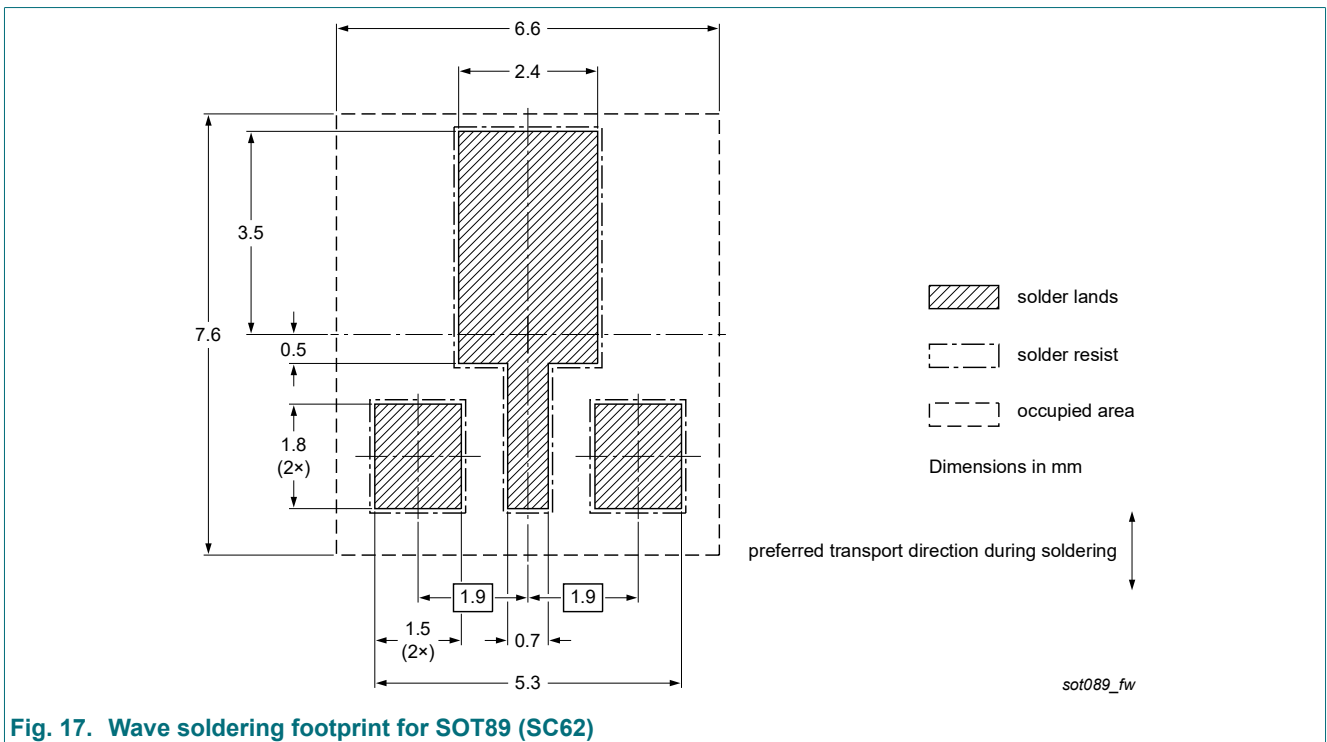 6.6
2.4
3.5
7.6
0.5
1.8
(2×)
1.9
1.9
1.5
(2×)
0.7
5.3
solder lands
solder resist
occupied area
Dimensions in mm
preferred transport direction during soldering
sot089_fw
Fig. 17. Wave soldering footprint for SOT89 (SC62)